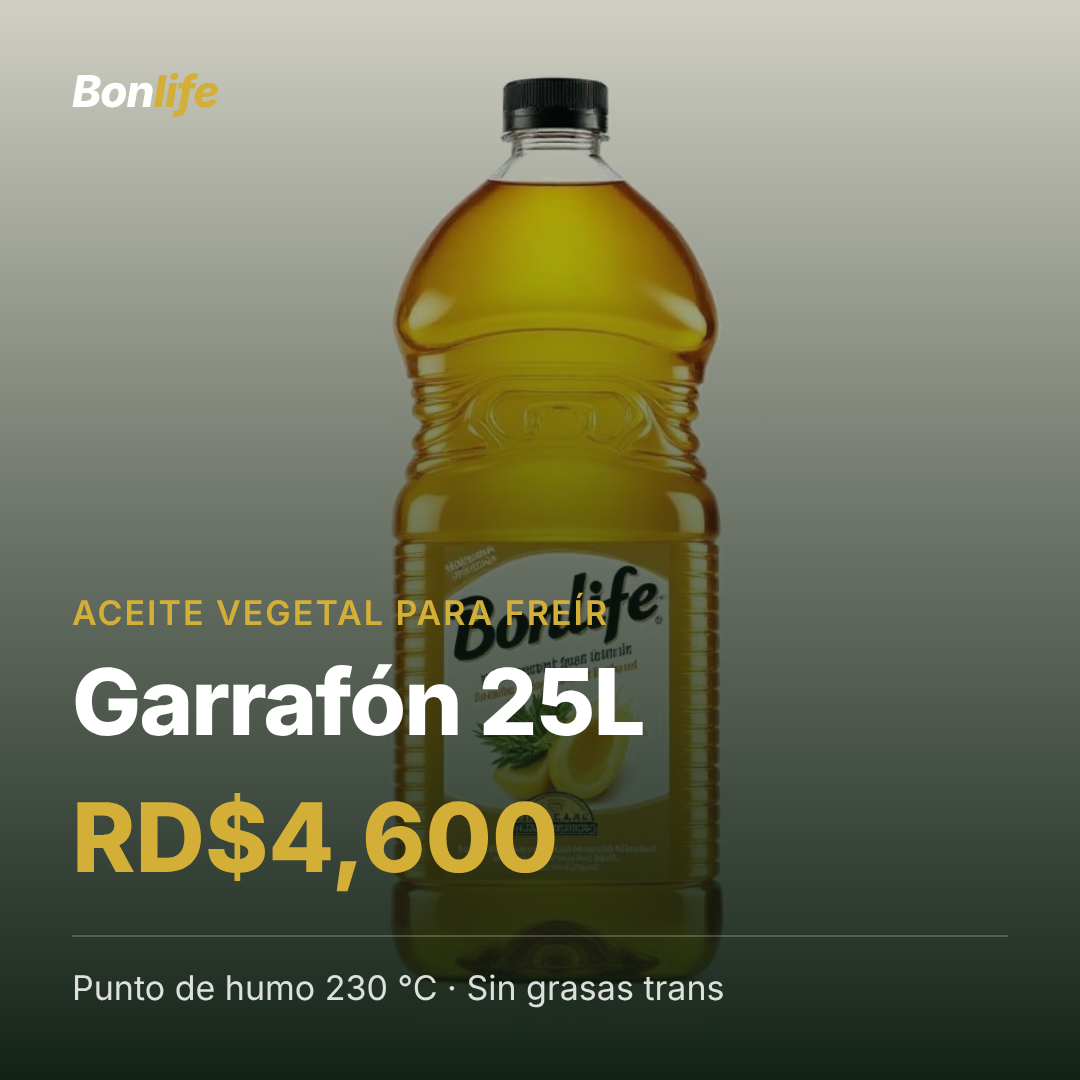 Bonlife
ACEITE VEGETAL PARA FREÍR
Bonlife
Garrafón 25L
RD$4,600
Punto de humo 230 °C · Sin grasas trans